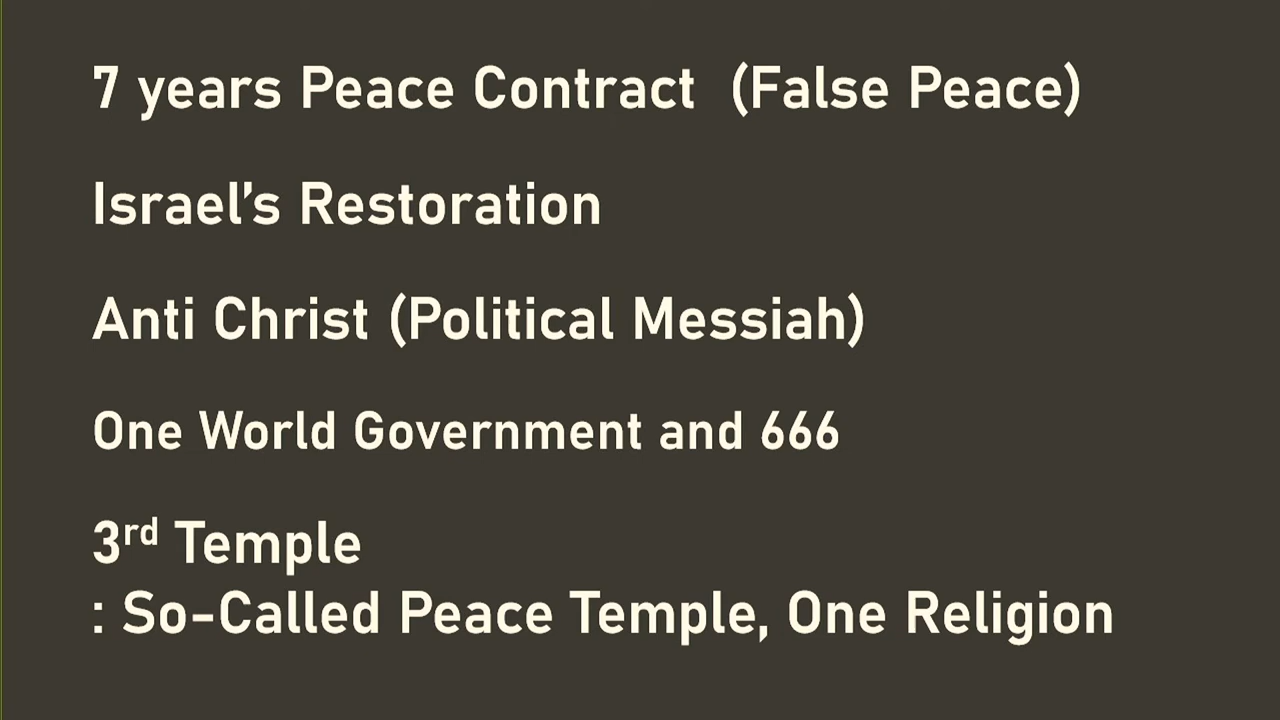 7 years Peace Contract  (False Peace)
Israel’s Restoration
Anti Christ (Political Messiah)
One World Government and 666
3rd Temple
: So-Called Peace Temple, One Religion